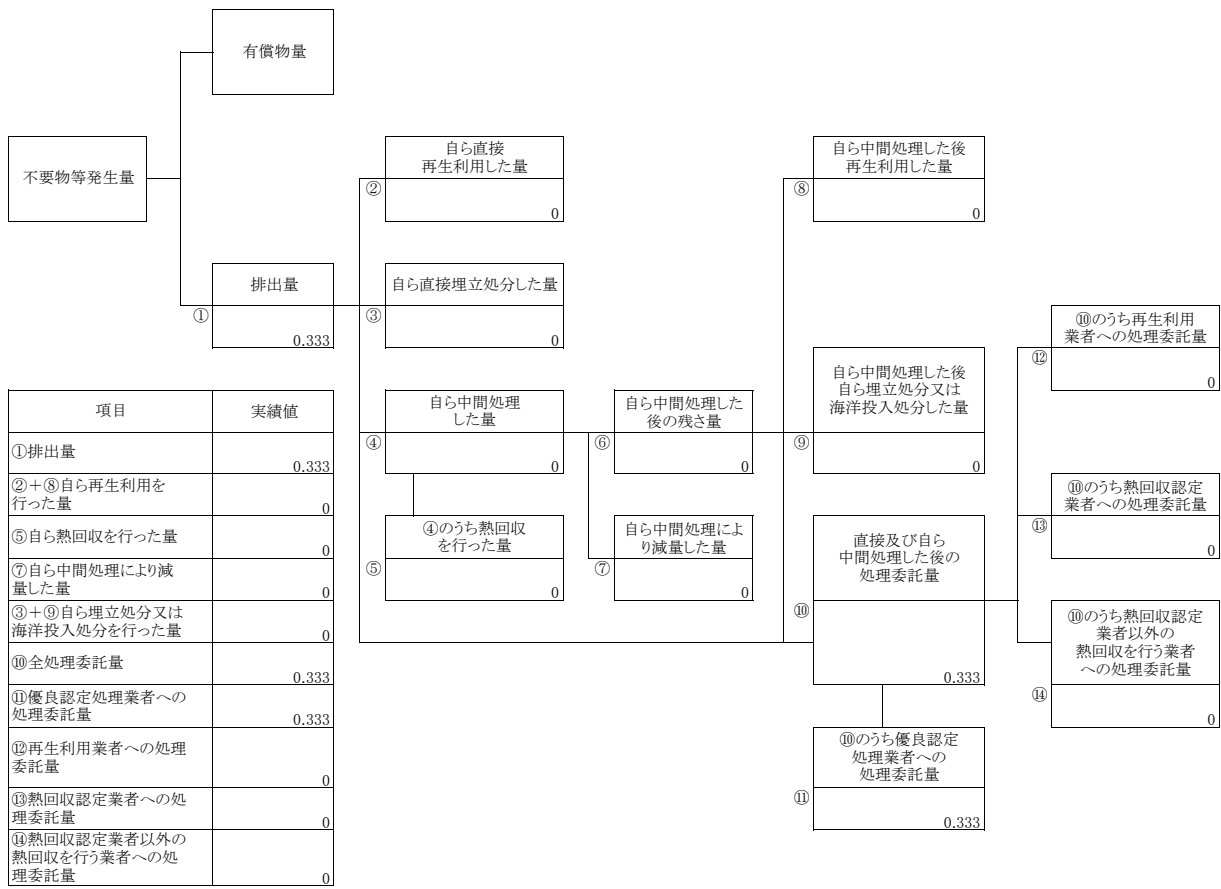 有償物量
不要物等発生量
自ら直接
再生利用した量
②
0
自ら中間処理した後
再生利用した量
⑧
0
排出量
①
0.333
自ら直接埋立処分した量
③
0
⑩のうち再生利用
業者への処理委託量
⑫
0
自ら中間処理
した量
④
0
自ら中間処理した
後の残さ量
⑥
0
自ら中間処理した後
自ら埋立処分又は
海洋投入処分した量
⑨
0
⑩のうち熱回収認定
業者への処理委託量
⑬
0
④のうち熱回収
を行った量
⑤
0
自ら中間処理によ
り減量した量
⑦
0
直接及び自ら
中間処理した後の
処理委託量
⑩
0.333
⑩のうち熱回収認定
業者以外の
熱回収を行う業者
への処理委託量
⑭
0
⑩のうち優良認定
処理業者への
処理委託量
⑪
0.333
項目 実績値
①排出量
0.333
②+⑧自ら再生利用を
行った量
0
⑤自ら熱回収を行った量
0
⑦自ら中間処理により減
量した量
0
③+⑨自ら埋立処分又は
海洋投入処分を行った量
0
⑩全処理委託量
0.333
⑪優良認定処理業者への
処理委託量
0.333
⑫再生利用業者への処理
委託量
0
⑬熱回収認定業者への処
理委託量
0
⑭熱回収認定業者以外の
熱回収を行う業者への処
理委託量
0